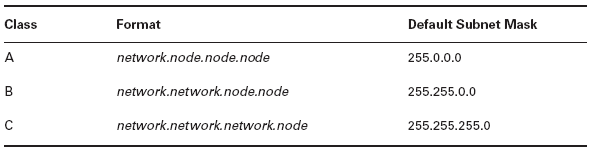 Class Format Default Subnet Mask
A network.node.node.node 255.0.0.0
B network.network.node.node 255.255.0.0
C network.network.network.node 255.255.255.0